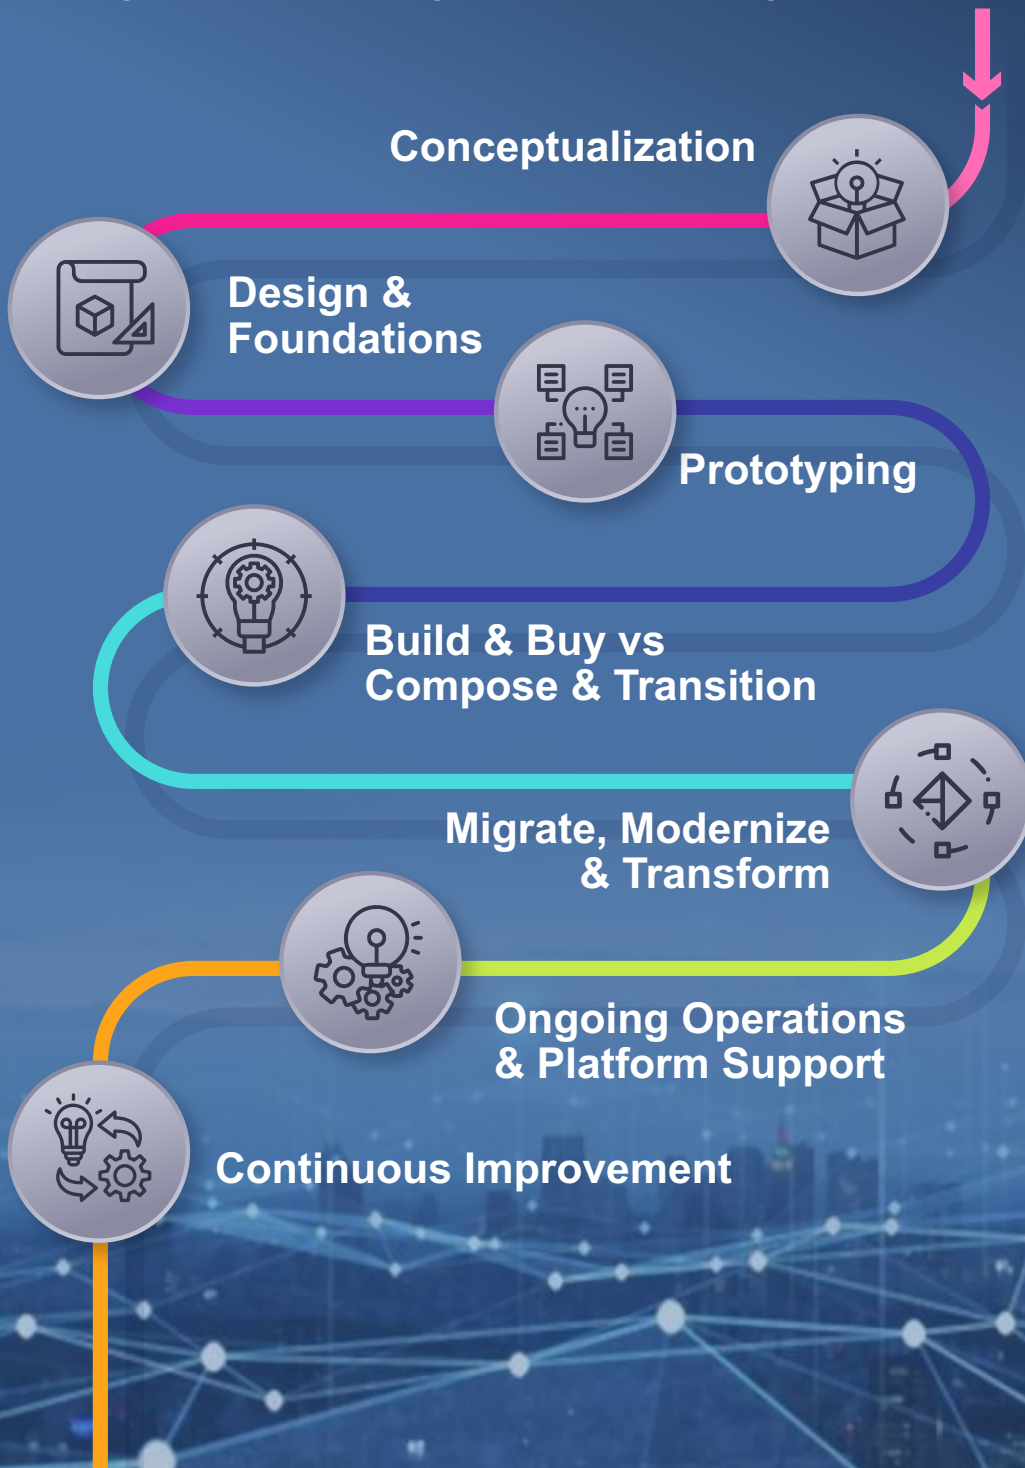 Conceptualization
Design &
Foundations
Prototyping
Build & Buy vs
Compose & Transition
Migrate, Modernize
& Transform
Ongoing Operations
& Platform Support
Continuous Improvement